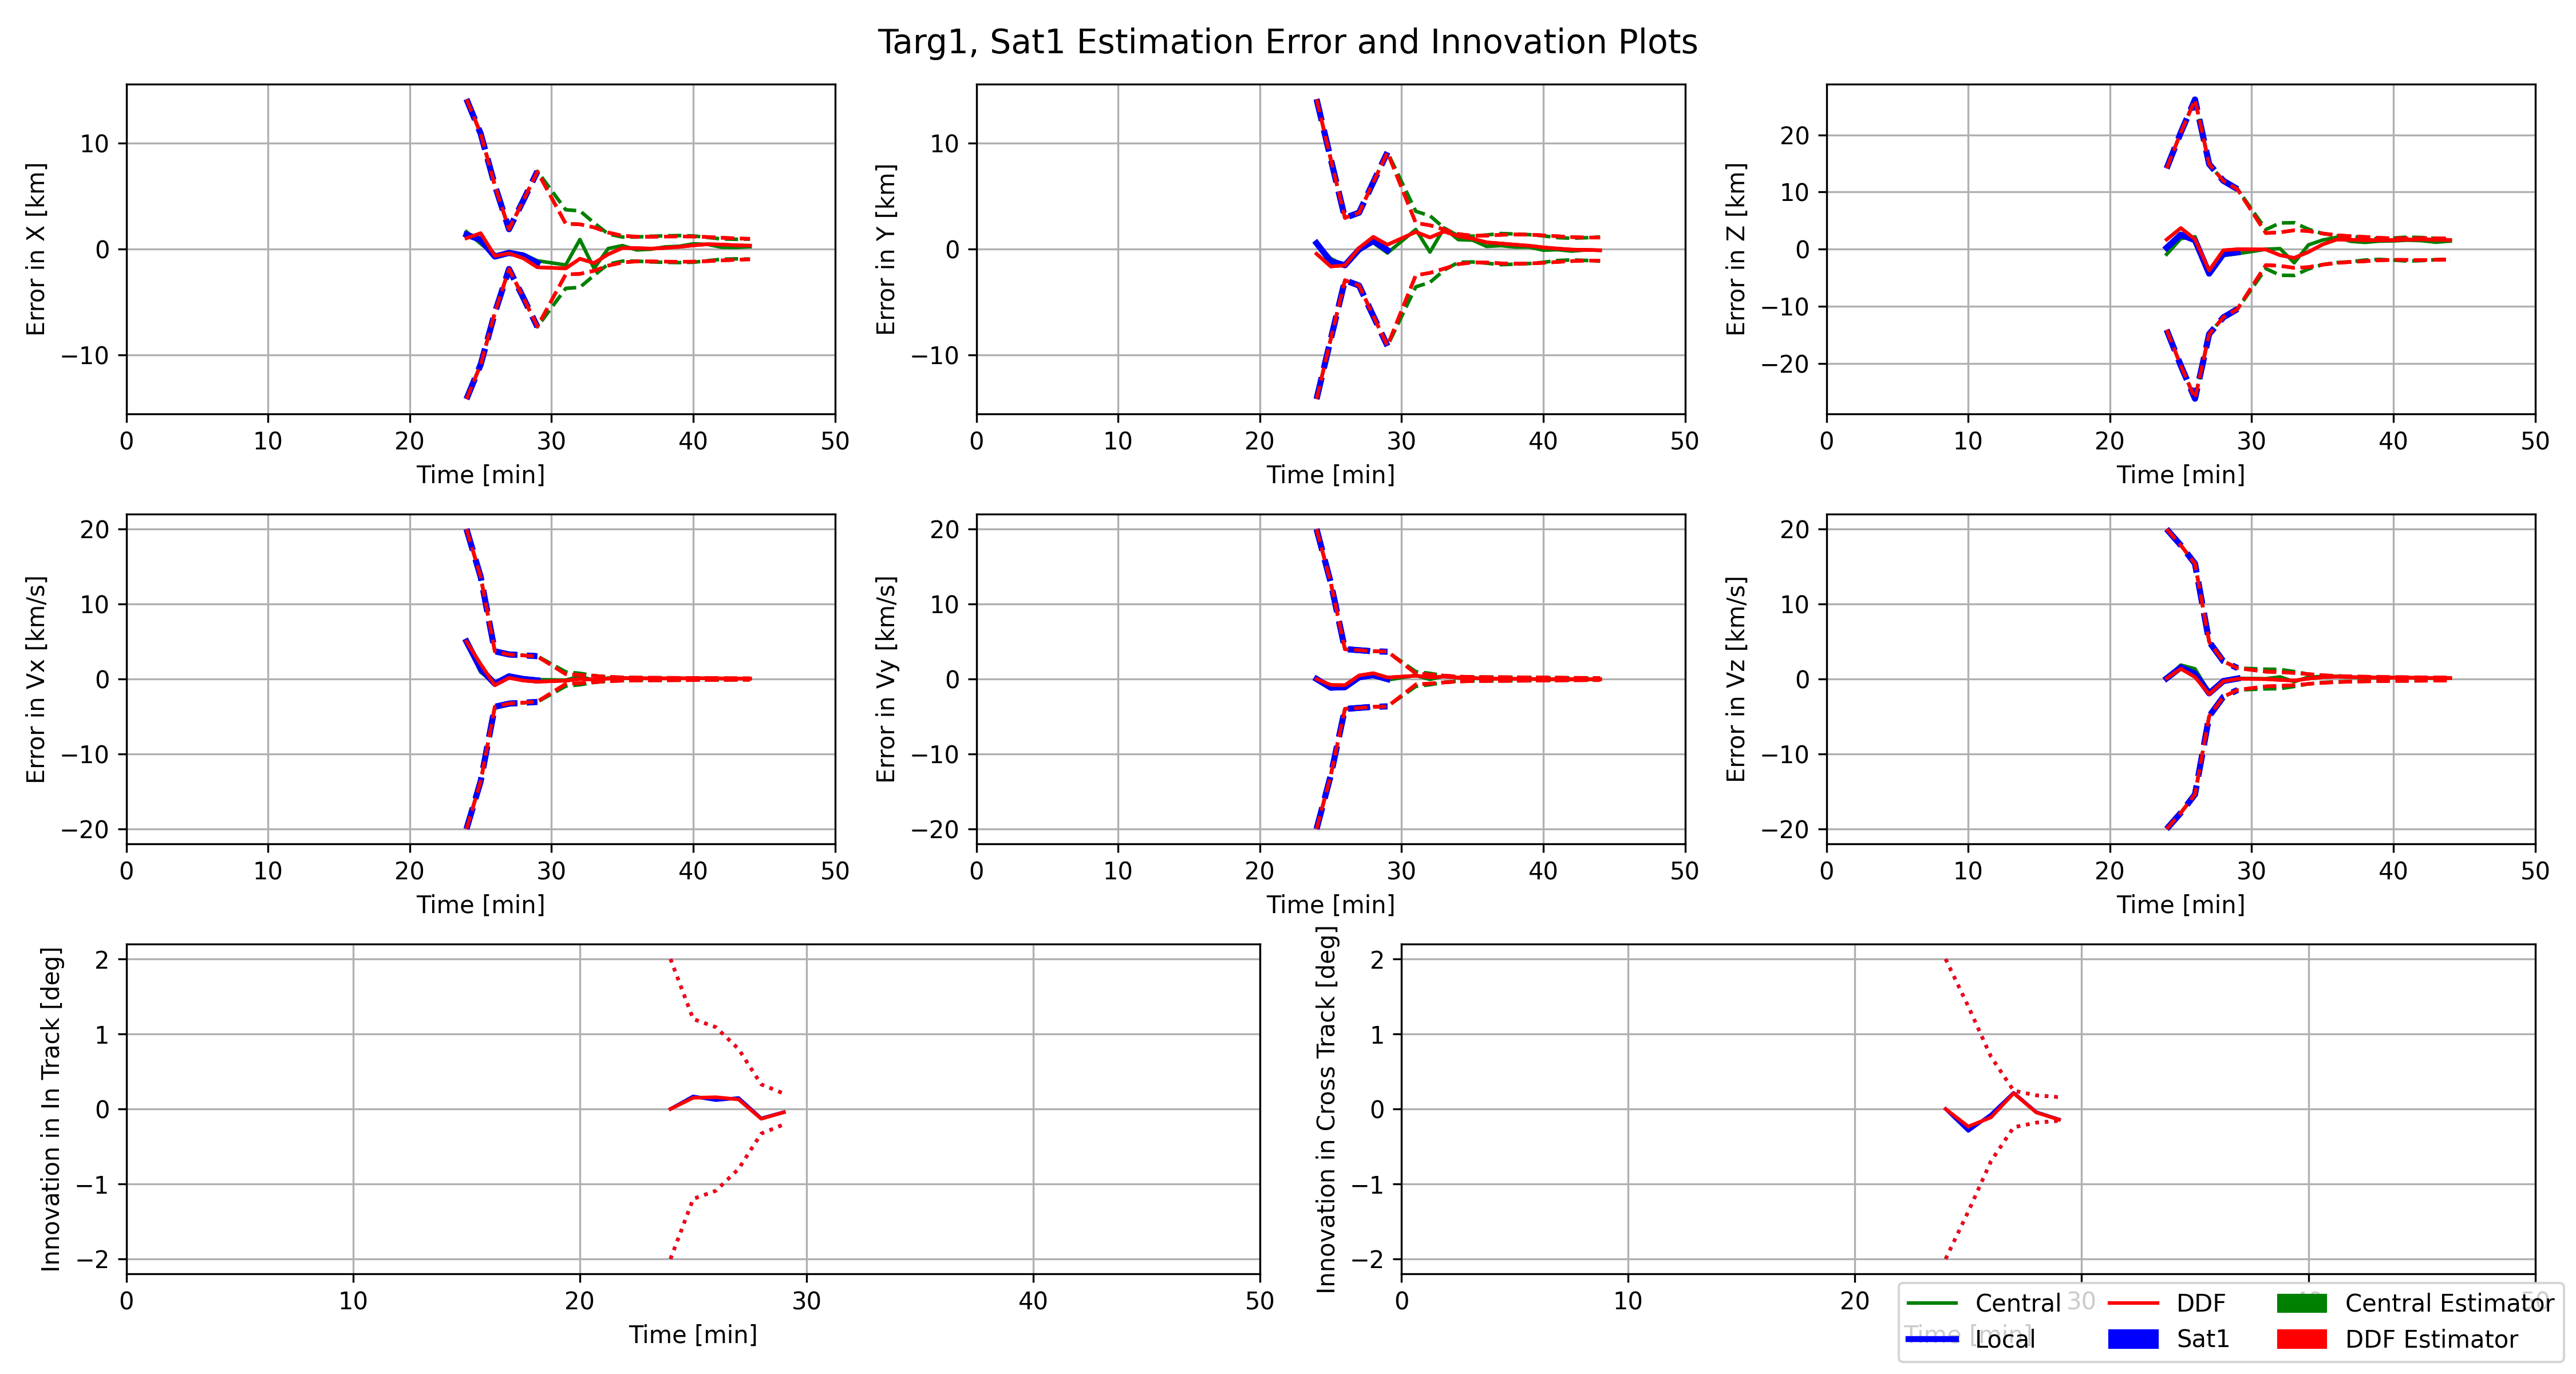 Targ1, Sat1 Estimation Error and Innovation Plots
Error in X [km]
10
0
−10
0 10 20 30 40 50
Time [min]
Error in Y [km]
10
0
−10
0 10 20 30 40 50
Time [min]
Error in Z [km]
20
10
0
−10
−20
0 10 20 30 40 50
Time [min]
Error in Vx [km/s]
20
10
0
−10
−20
0 10 20 30 40 50
Time [min]
Error in Vy [km/s]
20
10
0
−10
−20
0 10 20 30 40 50
Time [min]
Error in Vz [km/s]
20
10
0
−10
−20
0 10 20 30 40 50
Time [min]
Innovation in In Track [deg]
2
1
0
−1
−2
0 10 20 30 40 50
Time [min]
Innovation in Cross Track [deg]
2
1
0
−1
−2
0 10 20 30 50
Time [min]
Central
Local
DDF
Sat1
Central Estimator
DDF Estimator